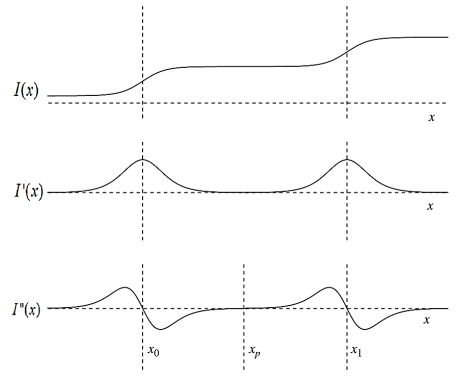 I(x)
x
I'(x)
x
I''(x)
x
x₀
xₚ
x₁